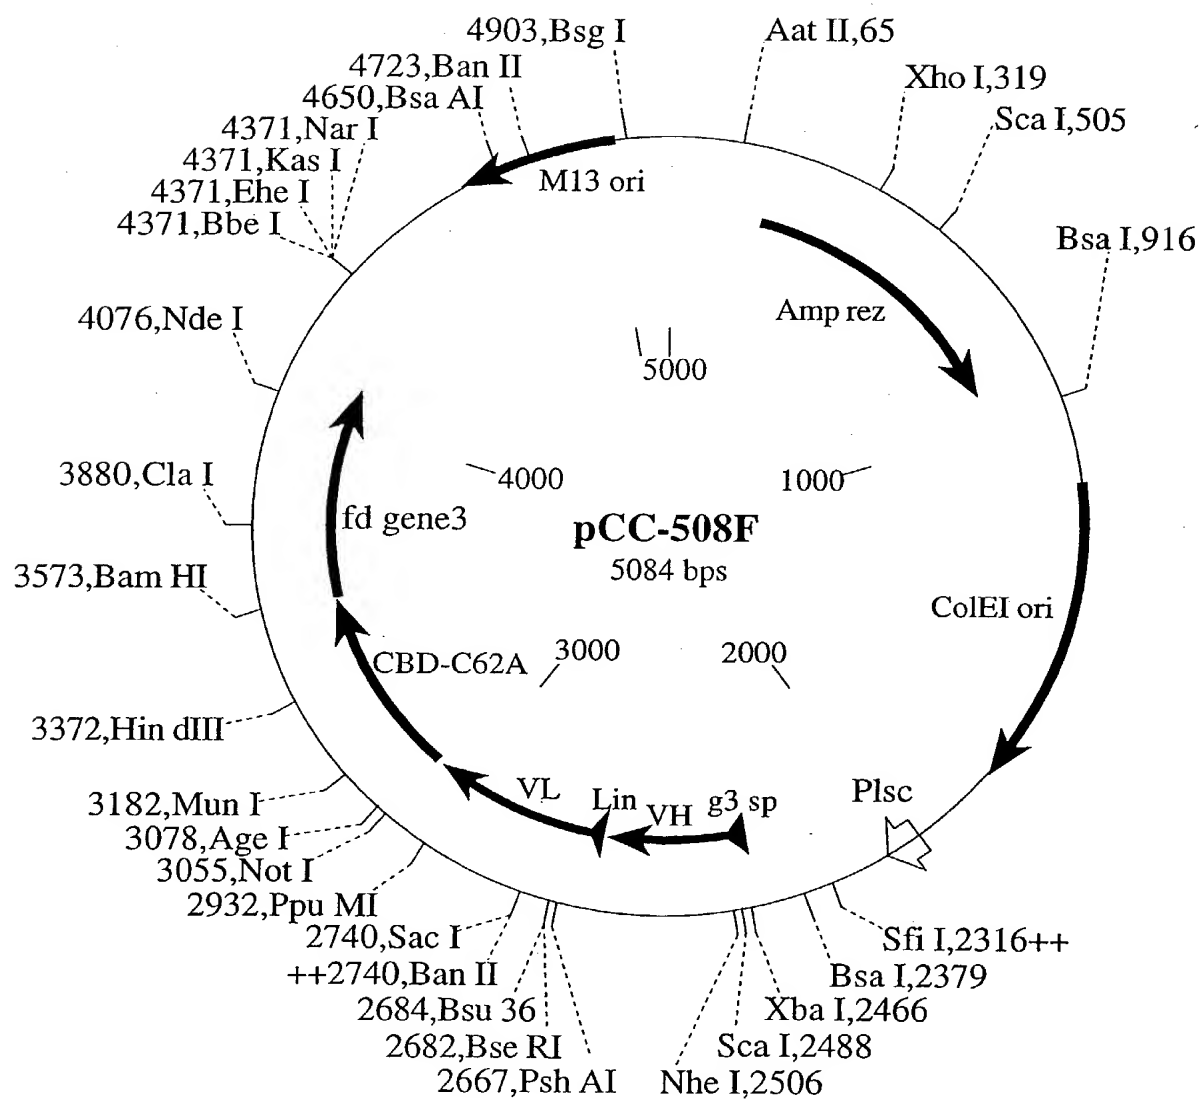 4903,Bsg I
Aat II,65
4723,Ban II
Xho I,319
4650,Bsa AI
Sca I,505
4371,Nar I
4371,Kas I
M13 ori
4371,Ehe I
4371,Bbe I
Bsa I,916
Amp rez
4076,Nde I
5000
3880,Cla I
4000
1000
fd gene3
pCC-508F
5084 bps
3573,Bam HI
ColEI ori
3000
2000
CBD-C62A
3372,Hin dIII
VL
Lin
VH
g3 sp
Plsc
3182,Mun I
3078,Age I
3055,Not I
2932,Ppu MI
2740,Sac I
Sfi I,2316++
++2740,Ban II
Bsa I,2379
2684,Bsu 36
Xba I,2466
2682,Bse RI
Sca I,2488
2667,Psh AI
Nhe I,2506